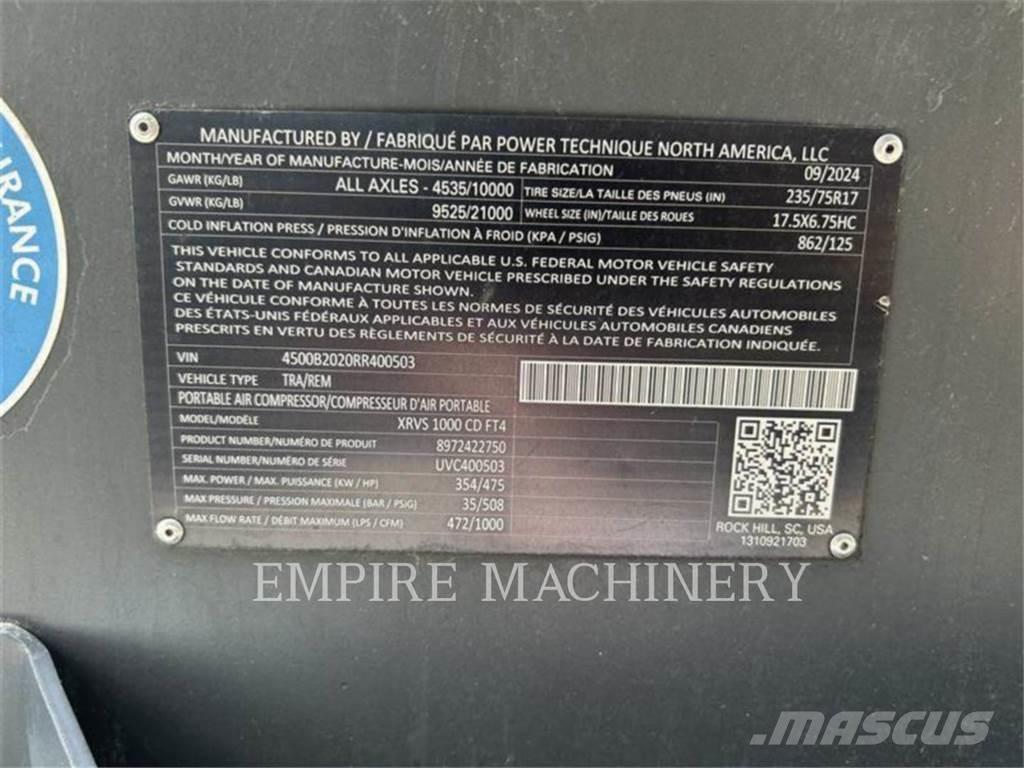 URANCE
MANUFACTURED BY / FABRIQUÉ PAR POWER TECHNIQUE NORTH AMERICA, LLC
MONTH/YEAR OF MANUFACTURE-MOIS/ANNÉE DE FABRICATION 09/2024
GAWR (KG/LB) ALL AXLES - 4535/10000 TIRE SIZE/LA TAILLE DES PNEUS (IN) 235/75R17
GVWR (KG/LB) 9525/21000 WHEEL SIZE (IN)/TAILLE DES ROUES 17.5X6.75HC
COLD INFLATION PRESS / PRESSION D'INFLATION À FROID (KPA / PSIG) 862/125
THIS VEHICLE CONFORMS TO ALL APPLICABLE U.S. FEDERAL MOTOR VEHICLE SAFETY
STANDARDS AND CANADIAN MOTOR VEHICLE PRESCRIBED UNDER THE SAFETY REGULATIONS
ON THE DATE OF MANUFACTURE SHOWN.
CE VÉHICULE CONFORME À TOUTES LES NORMES DE SÉCURITÉ DES VÉHICULES AUTOMOBILES
DES ÉTATS-UNIS FÉDÉRAUX APPLICABLES ET AUX VÉHICULES AUTOMOBILES CANADIENS
PRESCRITS EN VERTU DES RÈGLEMENTS DE SÉCURITÉ À LA DATE DE FABRICATION INDIQUÉE.
VIN 4500B2020RR400503
VEHICLE TYPE TRA/REM
PORTABLE AIR COMPRESSOR/COMPRESSEUR D'AIR PORTABLE
MODEL/MODÈLE XRVS 1000 CD FT4
PRODUCT NUMBER/NUMÉRO DE PRODUIT 8972422750
SERIAL NUMBER/NUMÉRO DE SÉRIE UVC400503
MAX. POWER / MAX. PUISSANCE (KW / HP) 354/475
MAX PRESSURE / PRESSION MAXIMALE (BAR / PSIG) 35/508
MAX FLOW RATE / DÉBIT MAXIMUM (LPS / CFM) 472/1000
ROCK HILL, SC, USA
1310921703
EMPIRE MACHINERY
MASCUS